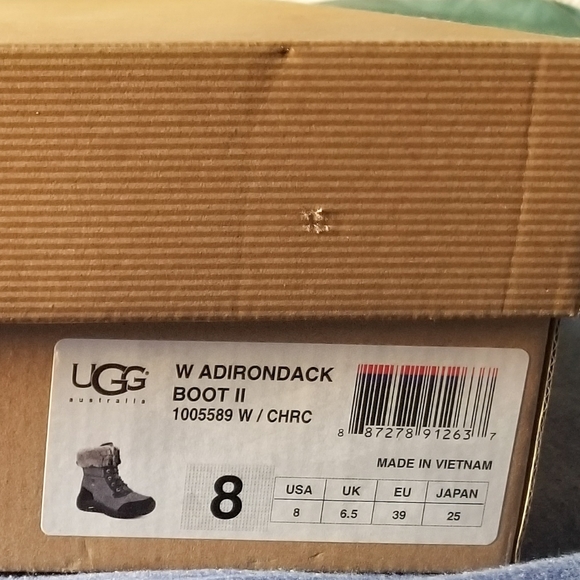 UGG®
australia
W ADIRONDACK
BOOT II
1005589 W / CHRC
8 87278 91263 7
MADE IN VIETNAM
8
USA UK EU JAPAN
8 6.5 39 25